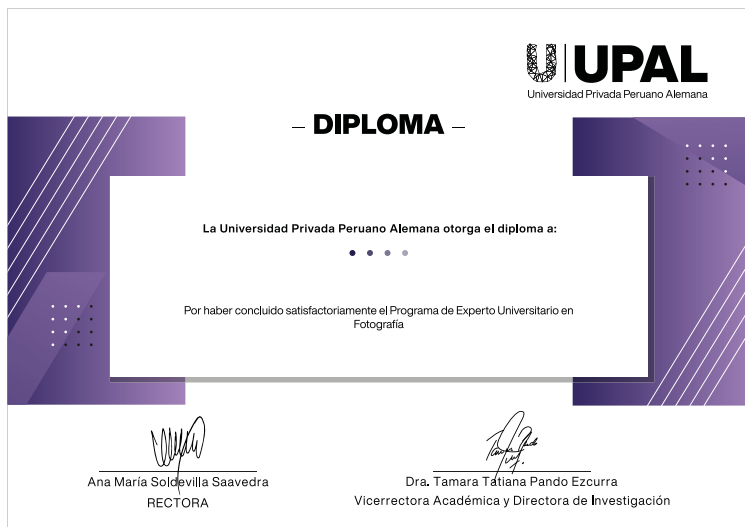 UPAL
Universidad Privada Peruano Alemana
– DIPLOMA –
La Universidad Privada Peruano Alemana otorga el diploma a:
Por haber concluido satisfactoriamente el Programa de Experto Universitario en
Fotografía
Ana María Soldevilla Saavedra
RECTORA
Dra. Tamara Tatiana Pando Ezcurra
Vicerrectora Académica y Directora de Investigación